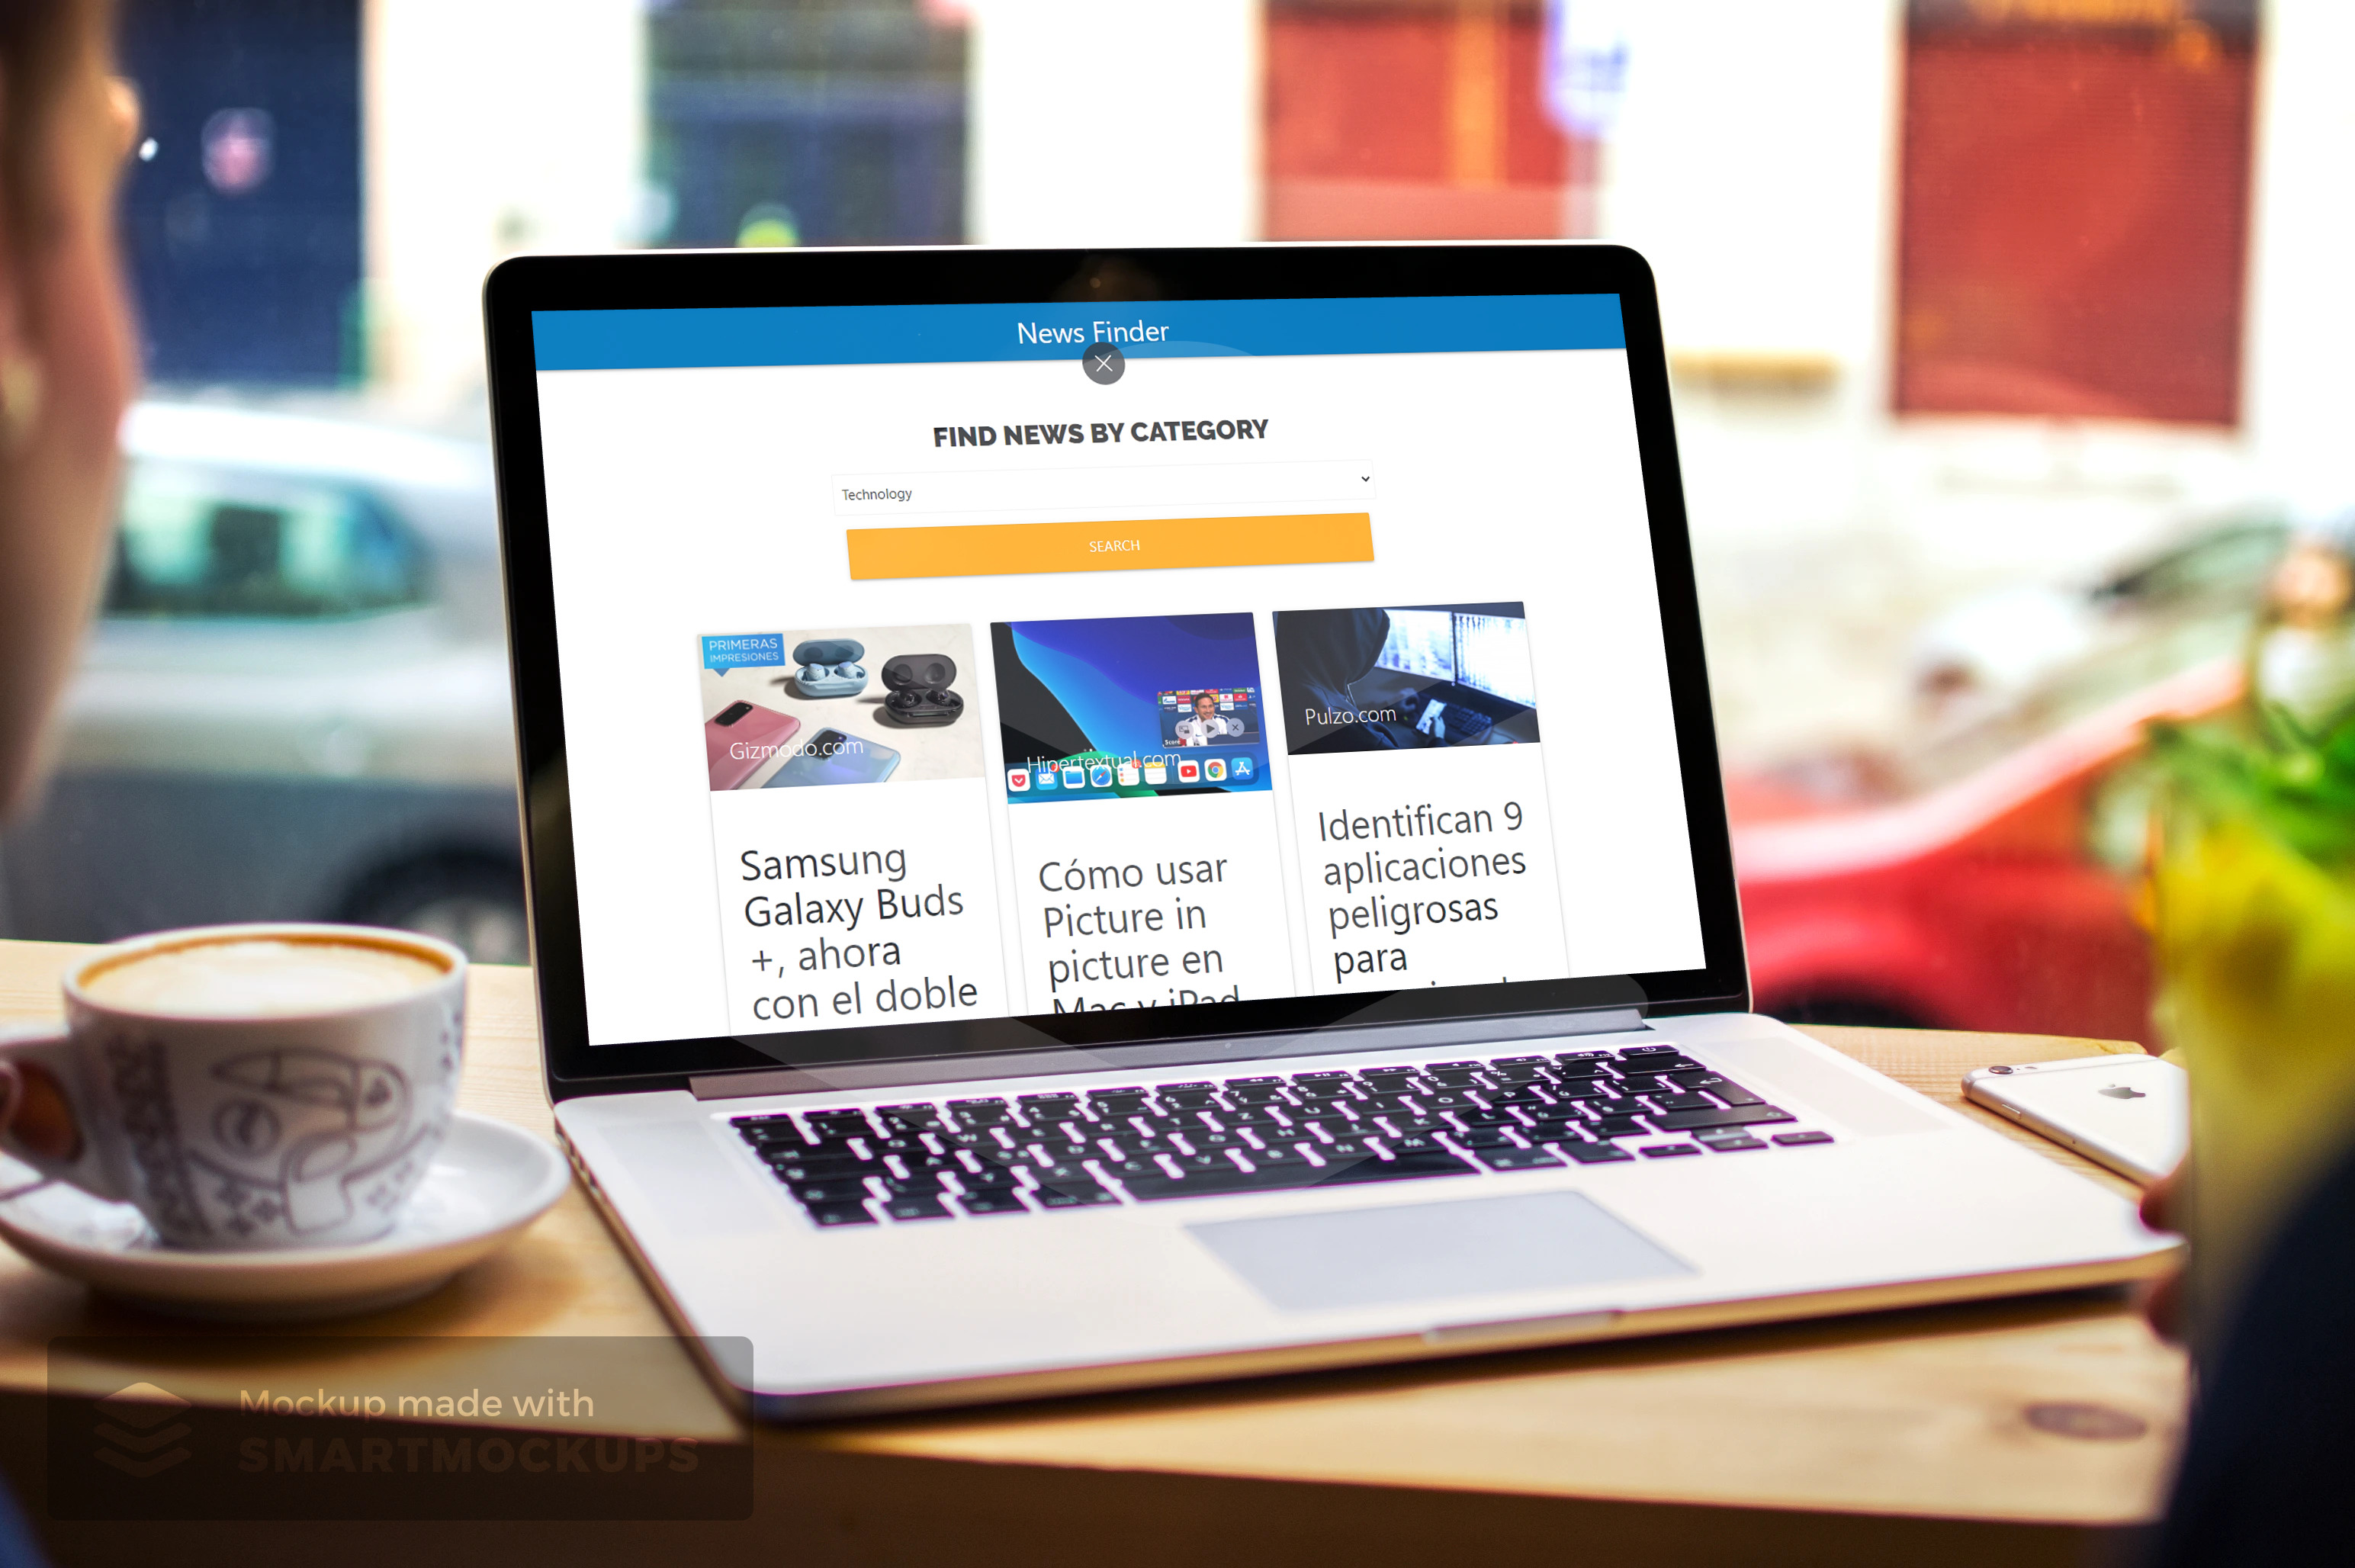 News Finder
FIND NEWS BY CATEGORY
Technology
SEARCH
PRIMERAS
IMPRESIONES
Gizmodo.com
Samsung
Galaxy Buds
+, ahora
con el doble
Hipertextual.com
Cómo usar
Picture in
picture en
Mac y iPad
Pulzo.com
Identifican 9
aplicaciones
peligrosas
para
Mockup made with
SMARTMOCKUPS